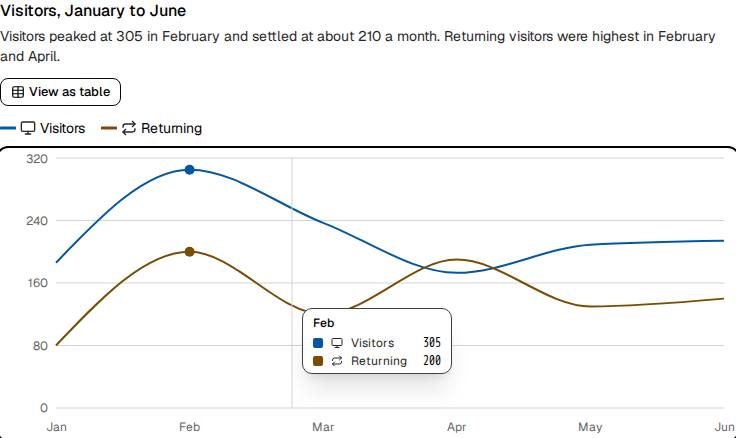 Visitors, January to June
Visitors peaked at 305 in February and settled at about 210 a month. Returning visitors were highest in February
and April.
View as table
Visitors Returning
320
240
160
80
0
Feb
Visitors 305
Returning 200
Jan Feb Mar Apr May Jun